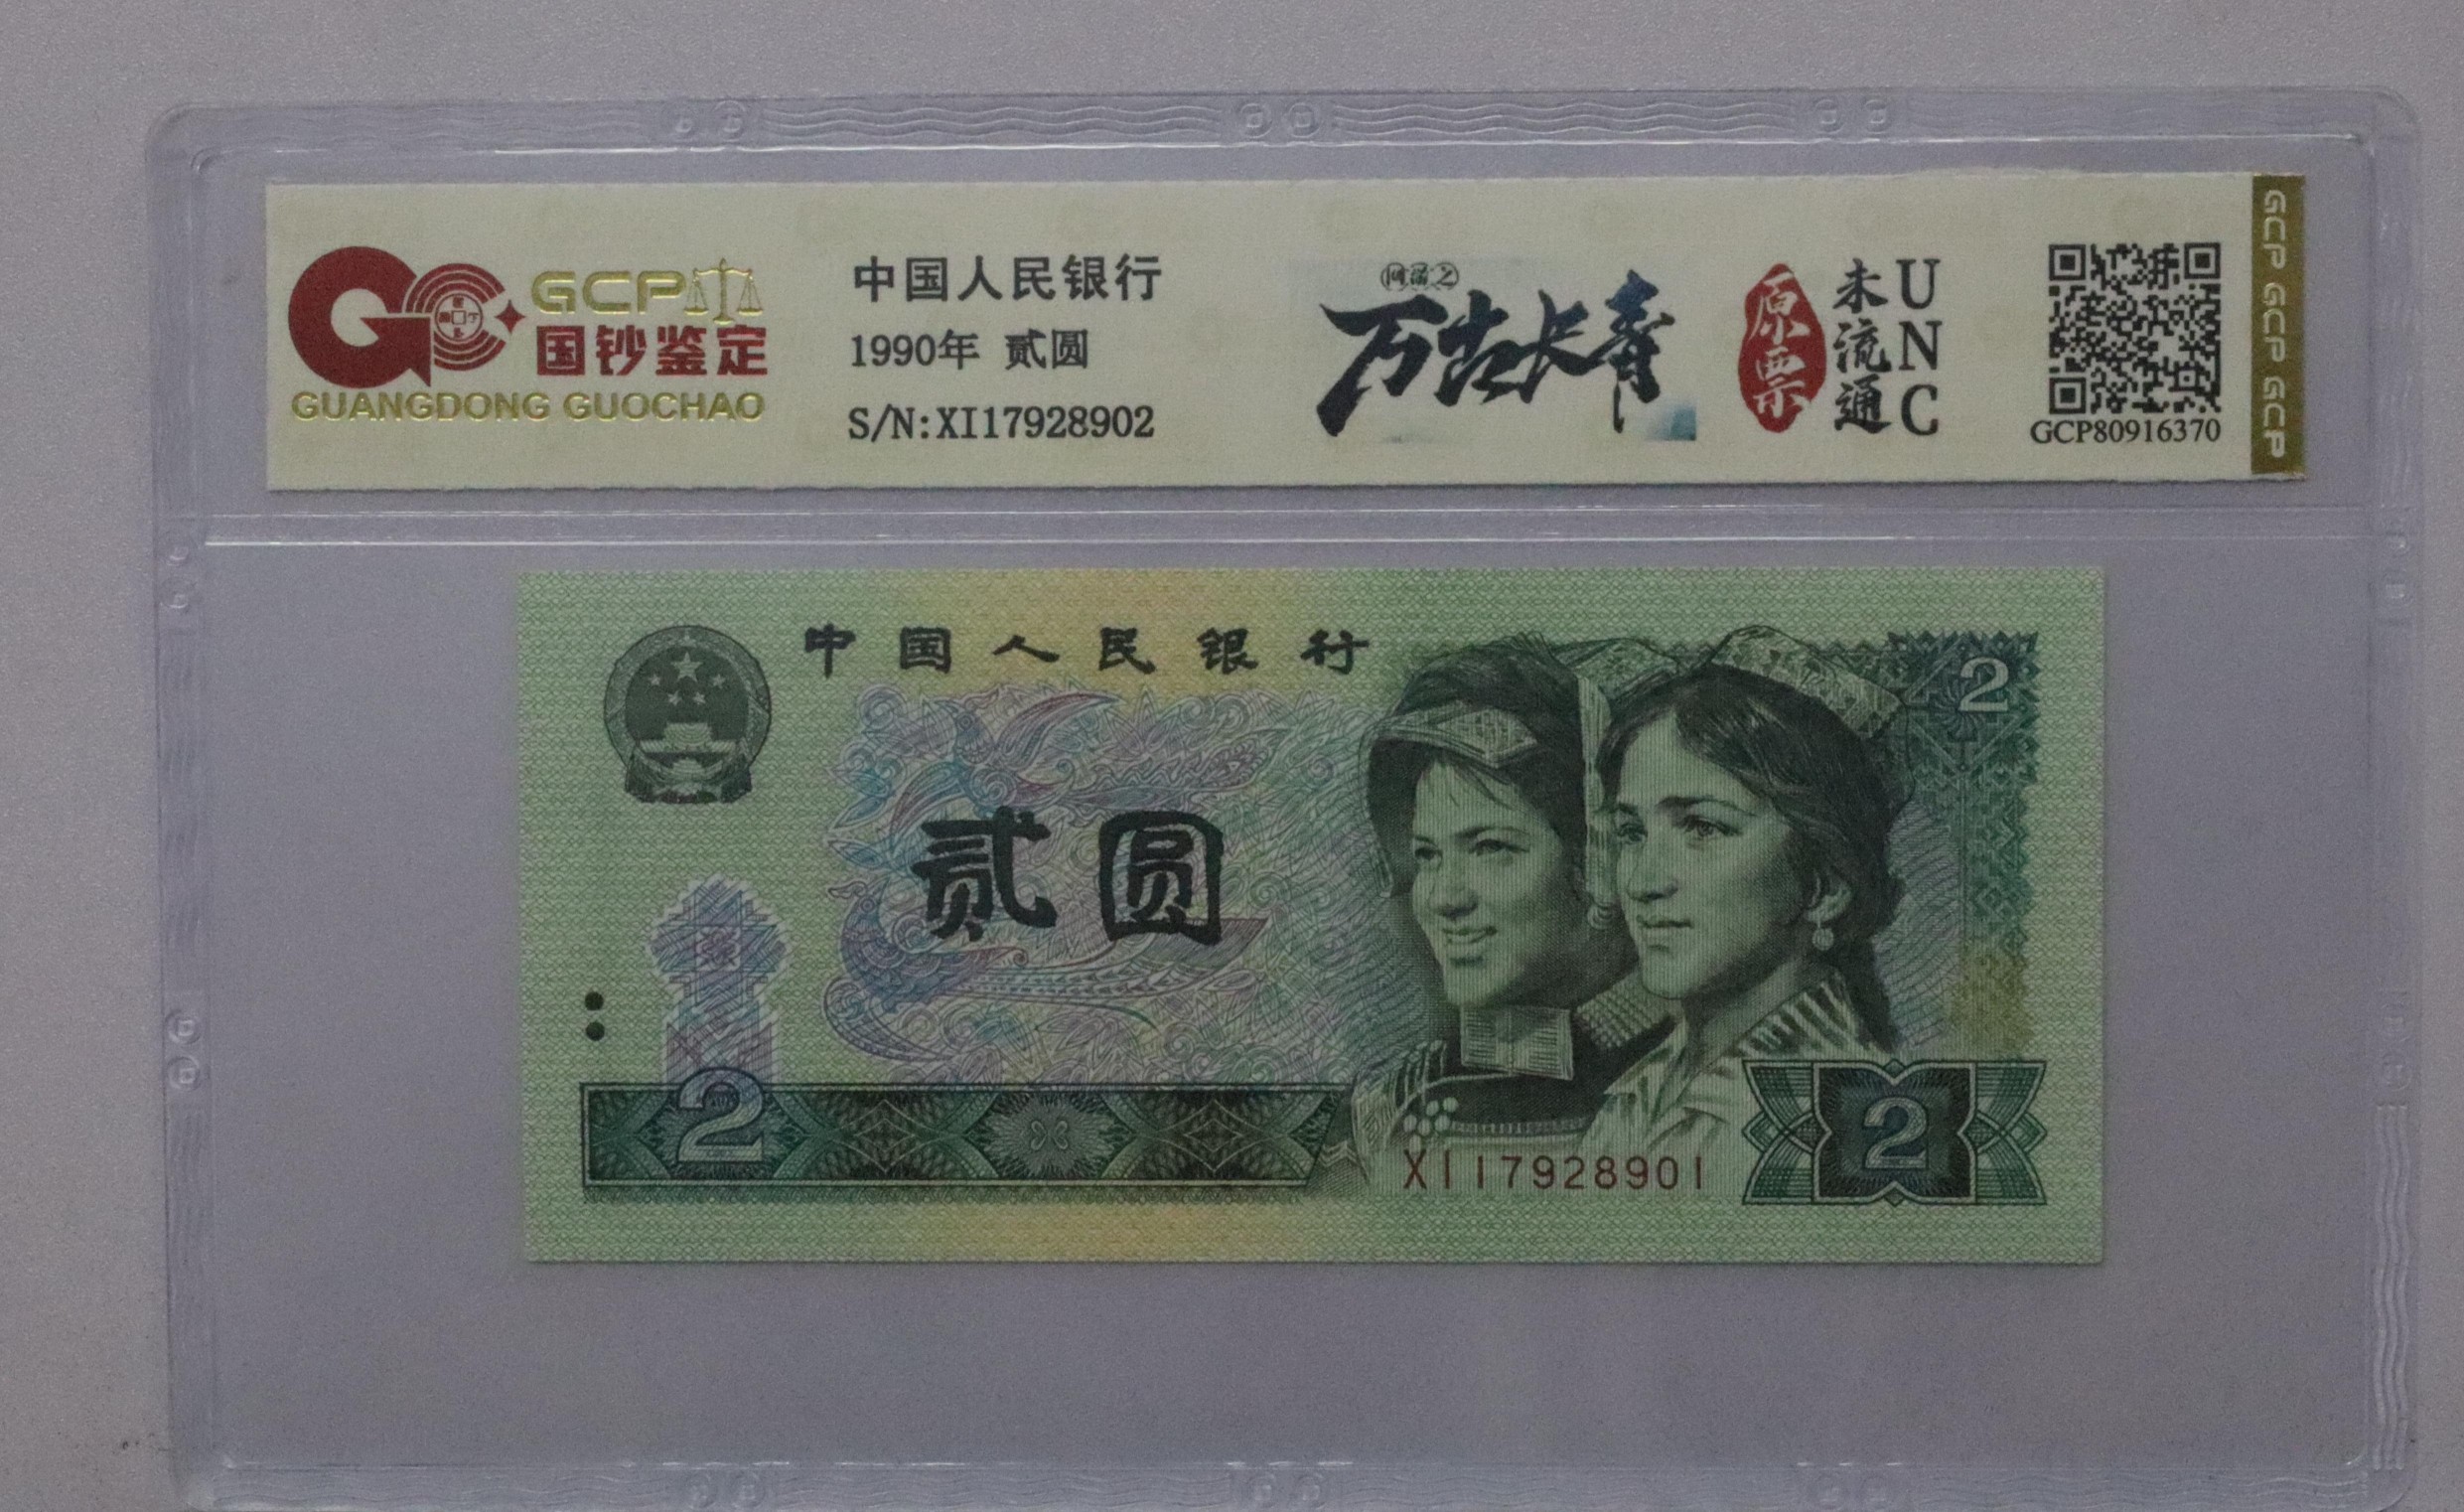 GCP
国钞鉴定
GUANGDONG GUOCHAO
中国人民银行
1990年 贰圆
S/N:XI17928902
万古长青
原票
未流通
UNC
GCP80916370
GCP GCP GCP GCP
中国人民银行
2
贰圆
2
XI17928901
2